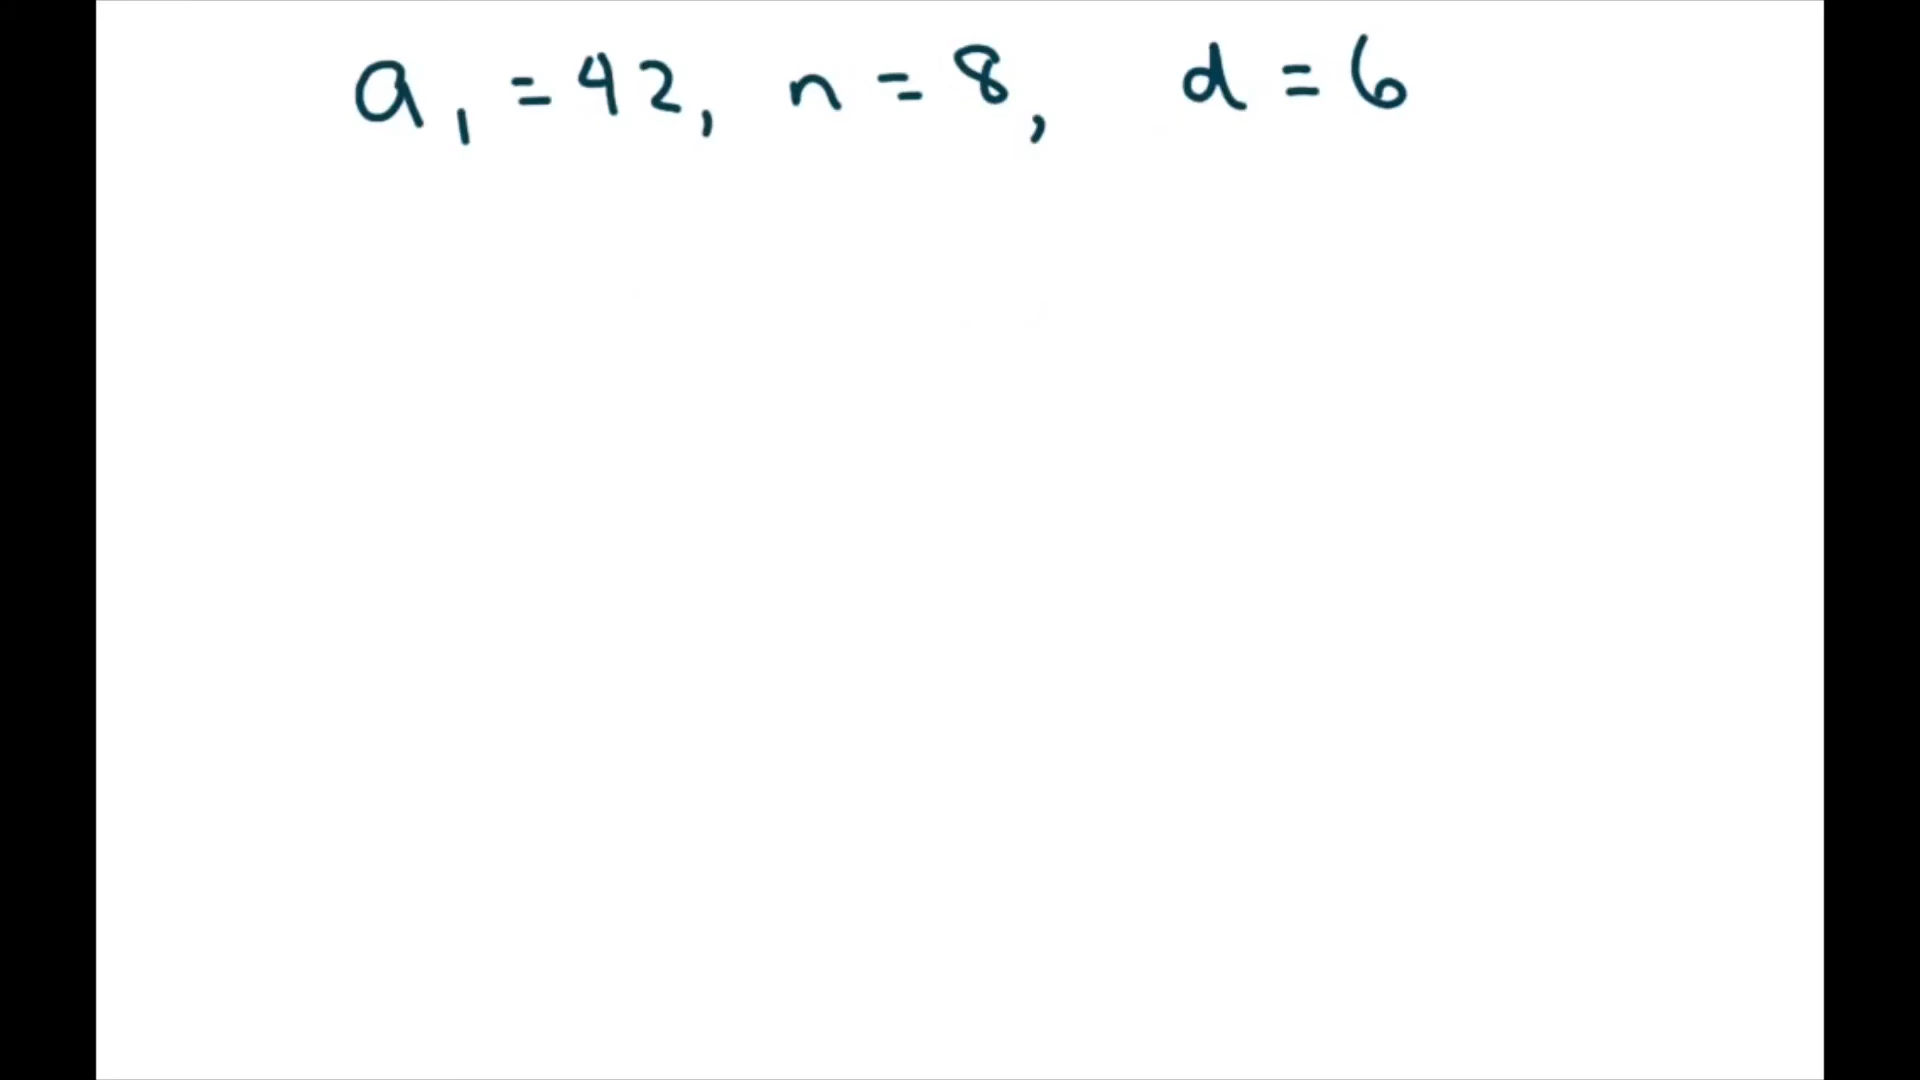 a₁ = 42, n = 8, d = 6